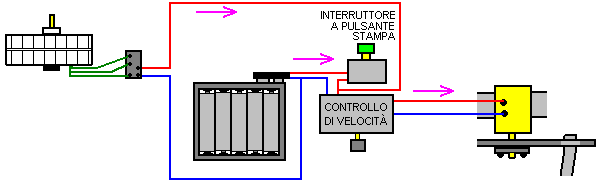 INTERRUTTORE
A PULSANTE
STAMPA
CONTROLLO
DI VELOCITÀ